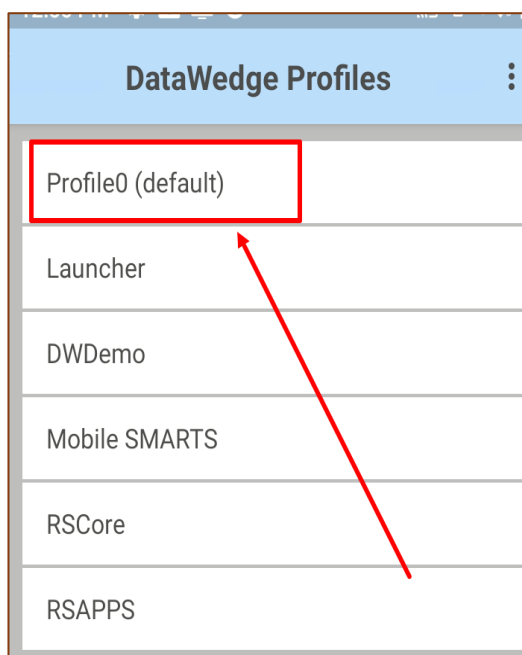 DataWedge Profiles
Profile0 (default)
Launcher
DWDemo
Mobile SMARTS
RSCore
RSAPPS